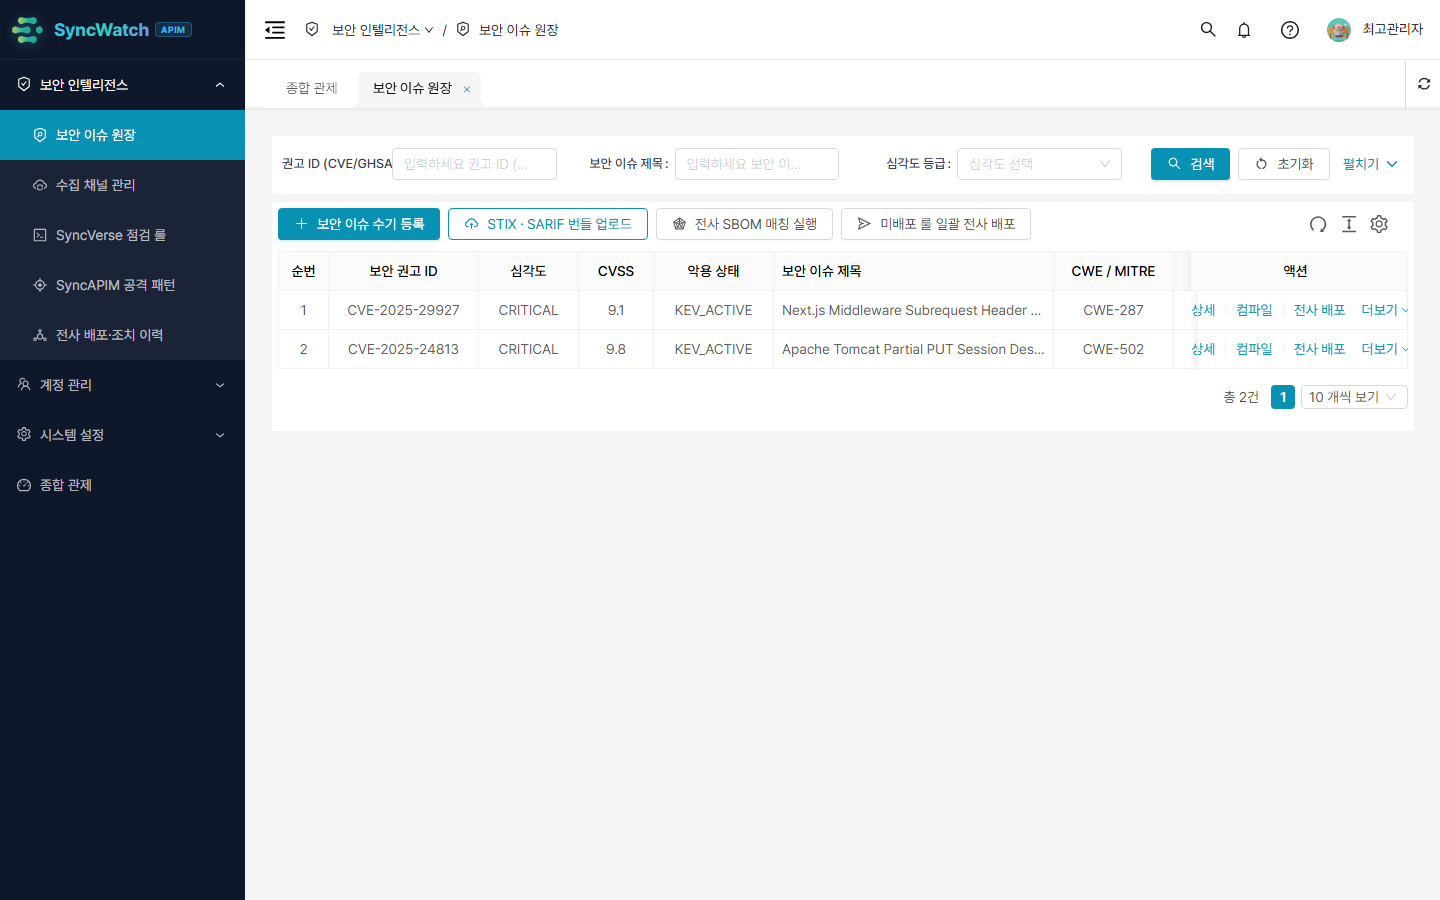 SyncWatch APIM
보안 인텔리전스 / 보안 이슈 원장
최고관리자
보안 인텔리전스
보안 이슈 원장
수집 채널 관리
SyncVerse 점검 룰
SyncAPIM 공격 패턴
전사 배포·조치 이력
계정 관리
시스템 설정
종합 관제
종합 관제 보안 이슈 원장 ×
권고 ID (CVE/GHSA 입력하세요 권고 ID (... 보안 이슈 제목 : 입력하세요 보안 이... 심각도 등급 : 심각도 선택 검색 초기화 펼치기
보안 이슈 수기 등록 STIX · SARIF 번들 업로드 전사 SBOM 매칭 실행 미배포 룰 일괄 전사 배포
순번 보안 권고 ID 심각도 CVSS 악용 상태 보안 이슈 제목 CWE / MITRE 액션
1 CVE-2025-29927 CRITICAL 9.1 KEV_ACTIVE Next.js Middleware Subrequest Header ... CWE-287 상세 컴파일 전사 배포 더보기
2 CVE-2025-24813 CRITICAL 9.8 KEV_ACTIVE Apache Tomcat Partial PUT Session Des... CWE-502 상세 컴파일 전사 배포 더보기
총 2건 1 10 개씩 보기